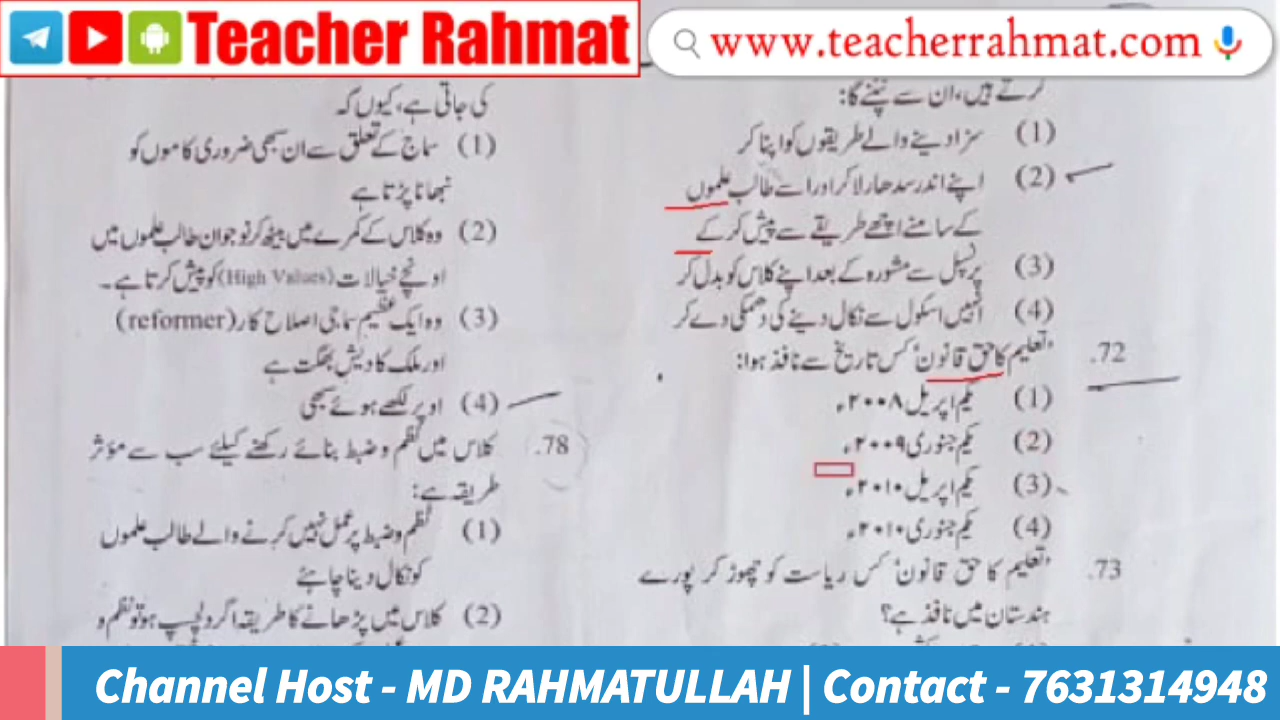 Teacher Rahmat
www.teacherrahmat.com
کرتے ہیں، ان سے نپٹنے گا:
(1) سزا دینے والے طریقوں کو اپنا کر
(2) اپنے اندر سدھار لا کر اور اسے طالب علموں
کے سامنے اچھے طریقے سے پیش کر کے
(3) پرنسپل سے مشورہ کے بعد اپنے کلاس کو بدل کر
(4) انہیں اسکول سے نکال دینے کی دھمکی دے کر
72. 'تعلیم کا حق قانون' کس تاریخ سے نافذ ہوا:
(1) یکم اپریل ۲۰۰۸ء
(2) یکم جنوری ۲۰۰۹ء
(3) یکم اپریل ۲۰۱۰ء
(4) یکم جنوری ۲۰۱۰ء
73. 'تعلیم کا حق قانون' کس ریاست کو چھوڑ کر پورے
ہندستان میں نافذ ہے؟
کی جاتی ہے، کیوں کہ
(1) سماج کے تعلق سے ان سبھی ضروری کاموں کو
نبھانا پڑتا ہے
(2) وہ کلاس کے کمرے میں بیٹھ کر نوجوان طالب علموں میں
اونچے خیالات (High Values) کو پیش کرتا ہے۔
(3) وہ ایک عظیم سماجی اصلاح کار (reformer)
اور ملک کا دیش بھگت ہے
(4) اوپر لکھے ہوئے سبھی
78. کلاس میں نظم و ضبط بنائے رکھنے کیلئے سب سے مؤثر
طریقہ ہے:
(1) نظم و ضبط پر عمل نہیں کرنے والے طالب علموں
کو نکال دینا چاہئے
(2) کلاس میں پڑھانے کا طریقہ اگر دلچسپ ہو تو نظم و
Channel Host - MD RAHMATULLAH | Contact - 7631314948